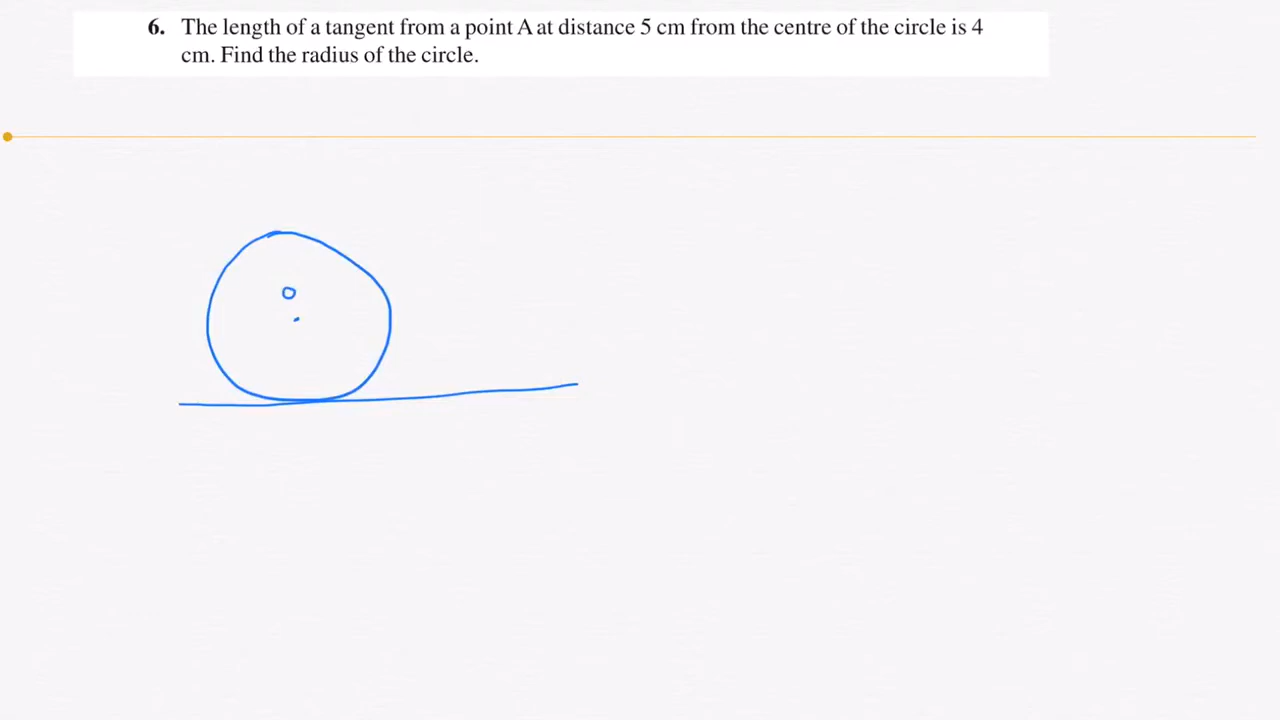 6. The length of a tangent from a point A at distance 5 cm from the centre of the circle is 4
cm. Find the radius of the circle.
o